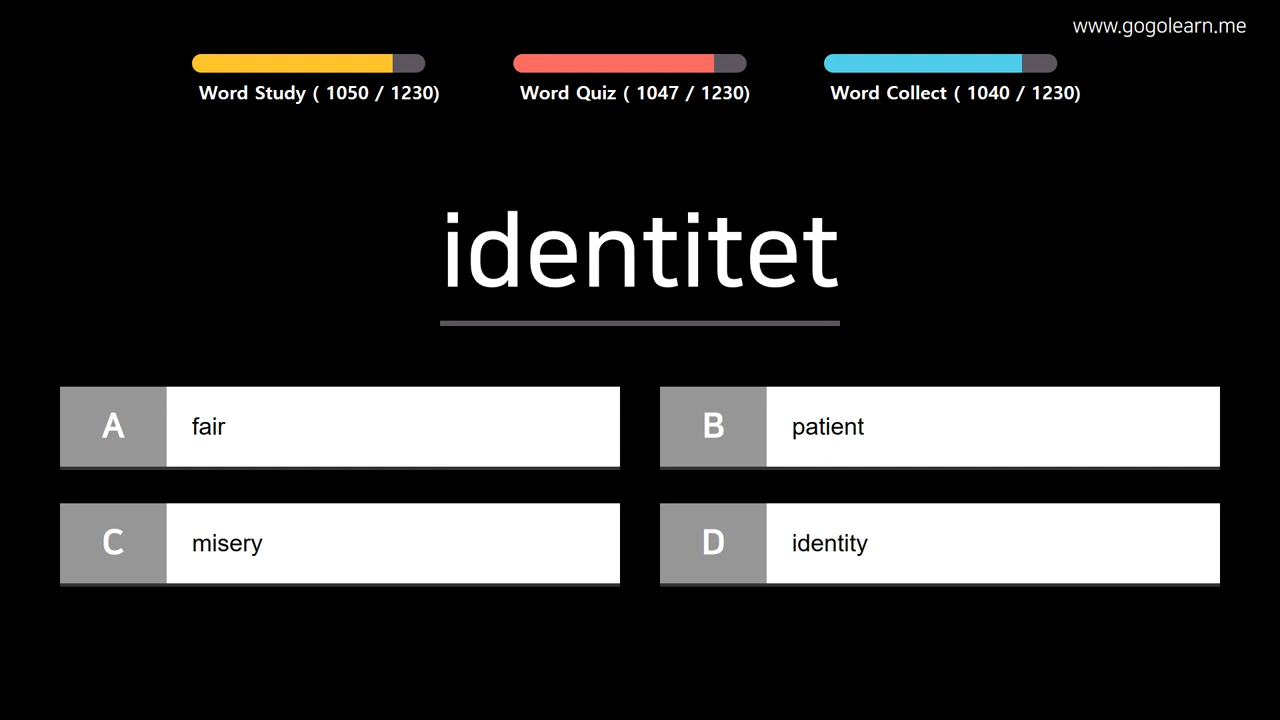 www.gogolearn.me
Word Study ( 1050 / 1230)
Word Quiz ( 1047 / 1230)
Word Collect ( 1040 / 1230)
identitet
A
fair
B
patient
C
misery
D
identity